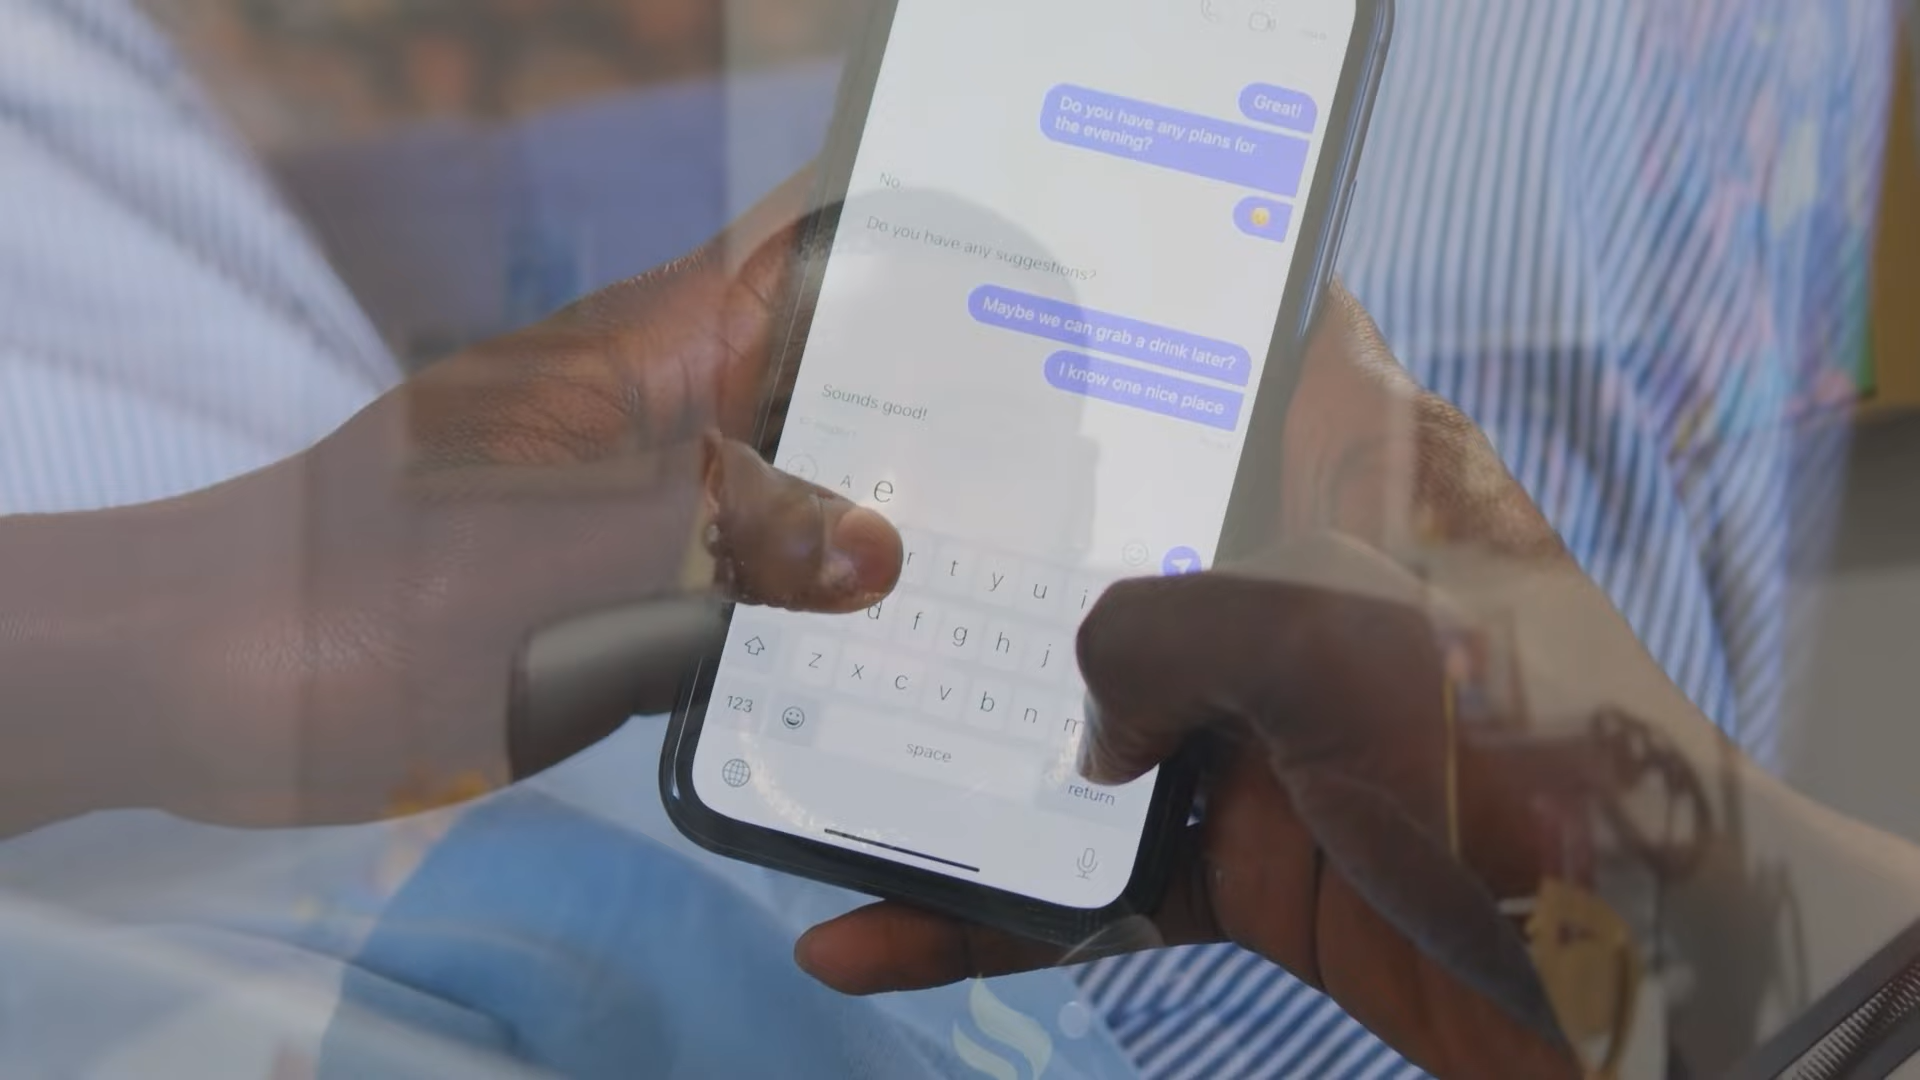 Great!
Do you have any plans for
the evening?
No.
Do you have any suggestions?
Maybe we can grab a drink later?
I know one nice place
Sounds good!
A e
r t y u i
d f g h j
z x c v b n m
123
space
return